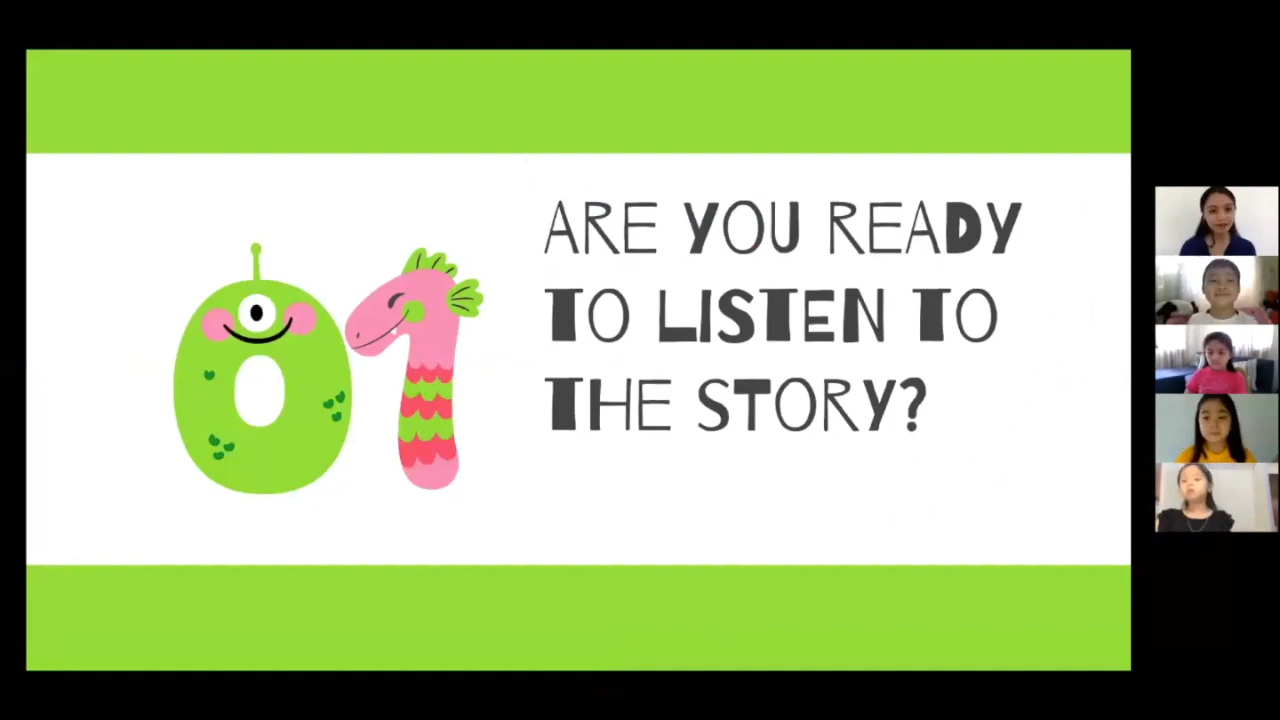 01
ARE YOU READY
TO LISTEN TO
THE STORY?